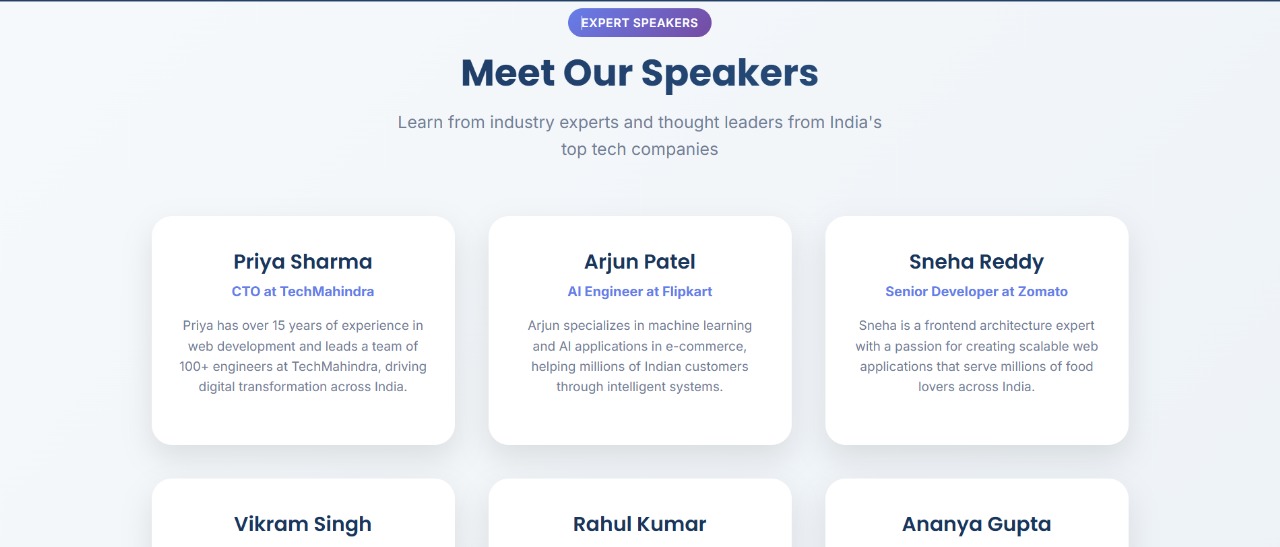 EXPERT SPEAKERS
Meet Our Speakers
Learn from industry experts and thought leaders from India's
top tech companies
Priya Sharma
CTO at TechMahindra
Priya has over 15 years of experience in
web development and leads a team of
100+ engineers at TechMahindra, driving
digital transformation across India.
Arjun Patel
AI Engineer at Flipkart
Arjun specializes in machine learning
and AI applications in e-commerce,
helping millions of Indian customers
through intelligent systems.
Sneha Reddy
Senior Developer at Zomato
Sneha is a frontend architecture expert
with a passion for creating scalable web
applications that serve millions of food
lovers across India.
Vikram Singh
Rahul Kumar
Ananya Gupta